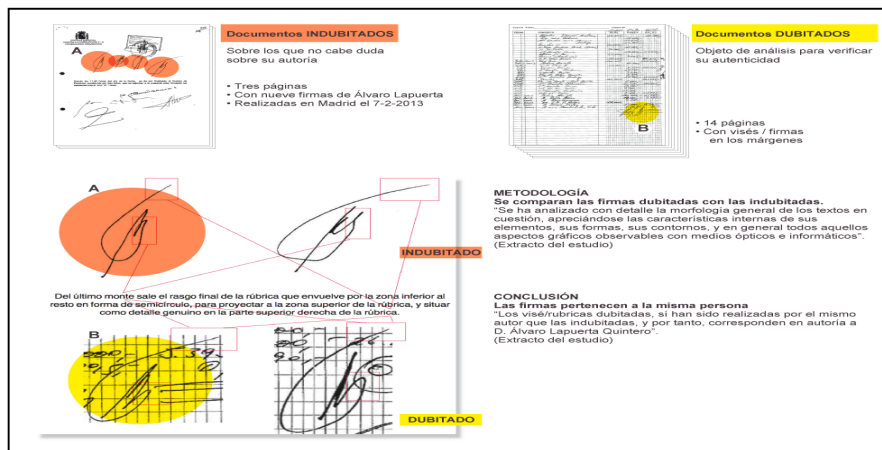 A
Documentos INDUBITADOS
Sobre los que no cabe duda
sobre su autoría
• Tres páginas
• Con nueve firmas de Álvaro Lapuerta
• Realizadas en Madrid el 7-2-2013
B
Documentos DUBITADOS
Objeto de análisis para verificar
su autenticidad
• 14 páginas
• Con visés / firmas
en los márgenes
A
INDUBITADO
Del último monte sale el rasgo final de la rúbrica que envuelve por la zona inferior al
resto en forma de semicírculo, para proyectar a la zona superior de la rúbrica, y situar
como detalle genuino en la parte superior derecha de la rúbrica.
B
DUBITADO
METODOLOGÍA
Se comparan las firmas dubitadas con las indubitadas.
"Se ha analizado con detalle la morfología general de los textos en
cuestión, apreciándose las características internas de sus
elementos, sus formas, sus contornos, y en general todos aquellos
aspectos gráficos observables con medios ópticos e informáticos".
(Extracto del estudio)
CONCLUSIÓN
Las firmas pertenecen a la misma persona
"Los visé/rubricas dubitadas, si han sido realizadas por el mismo
autor que las indubitadas, y por tanto, corresponden en autoría a
D. Álvaro Lapuerta Quintero".
(Extracto del estudio)